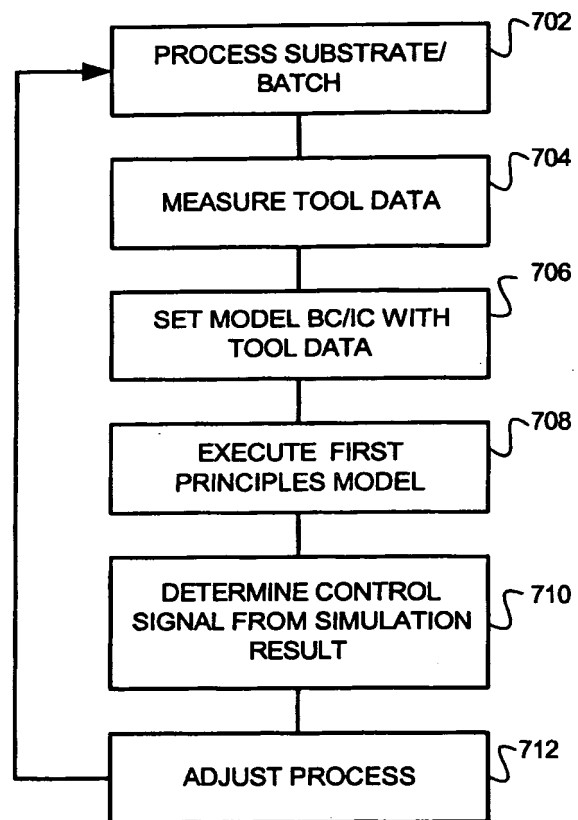 702
PROCESS SUBSTRATE/
BATCH
704
MEASURE TOOL DATA
706
SET MODEL BC/IC WITH
TOOL DATA
708
EXECUTE FIRST
PRINCIPLES MODEL
710
DETERMINE CONTROL
SIGNAL FROM SIMULATION
RESULT
712
ADJUST PROCESS